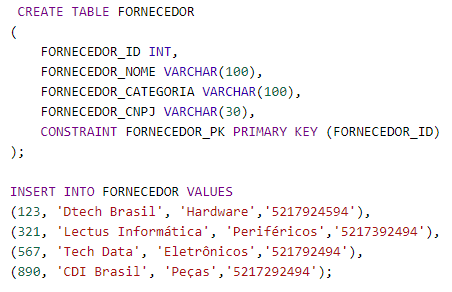 CREATE TABLE FORNECEDOR
(
FORNECEDOR_ID INT,
FORNECEDOR_NOME VARCHAR(100),
FORNECEDOR_CATEGORIA VARCHAR(100),
FORNECEDOR_CNPJ VARCHAR(30),
CONSTRAINT FORNECEDOR_PK PRIMARY KEY (FORNECEDOR_ID)
);
INSERT INTO FORNECEDOR VALUES
(123, 'Dtech Brasil', 'Hardware','5217924594'),
(321, 'Lectus Informática', 'Periféricos','5217392494'),
(567, 'Tech Data', 'Eletrônicos','521792494'),
(890, 'CDI Brasil', 'Peças','5217292494');